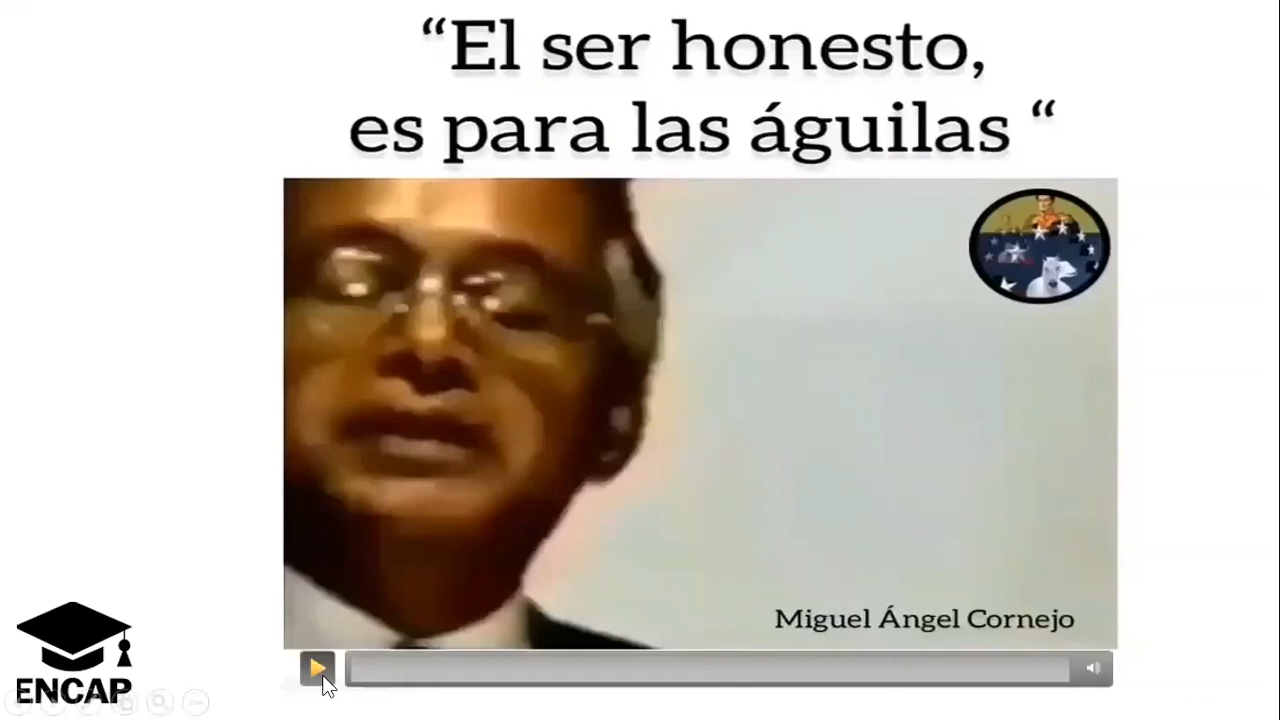 “El ser honesto,
es para las águilas “
Miguel Ángel Cornejo
ENCAP